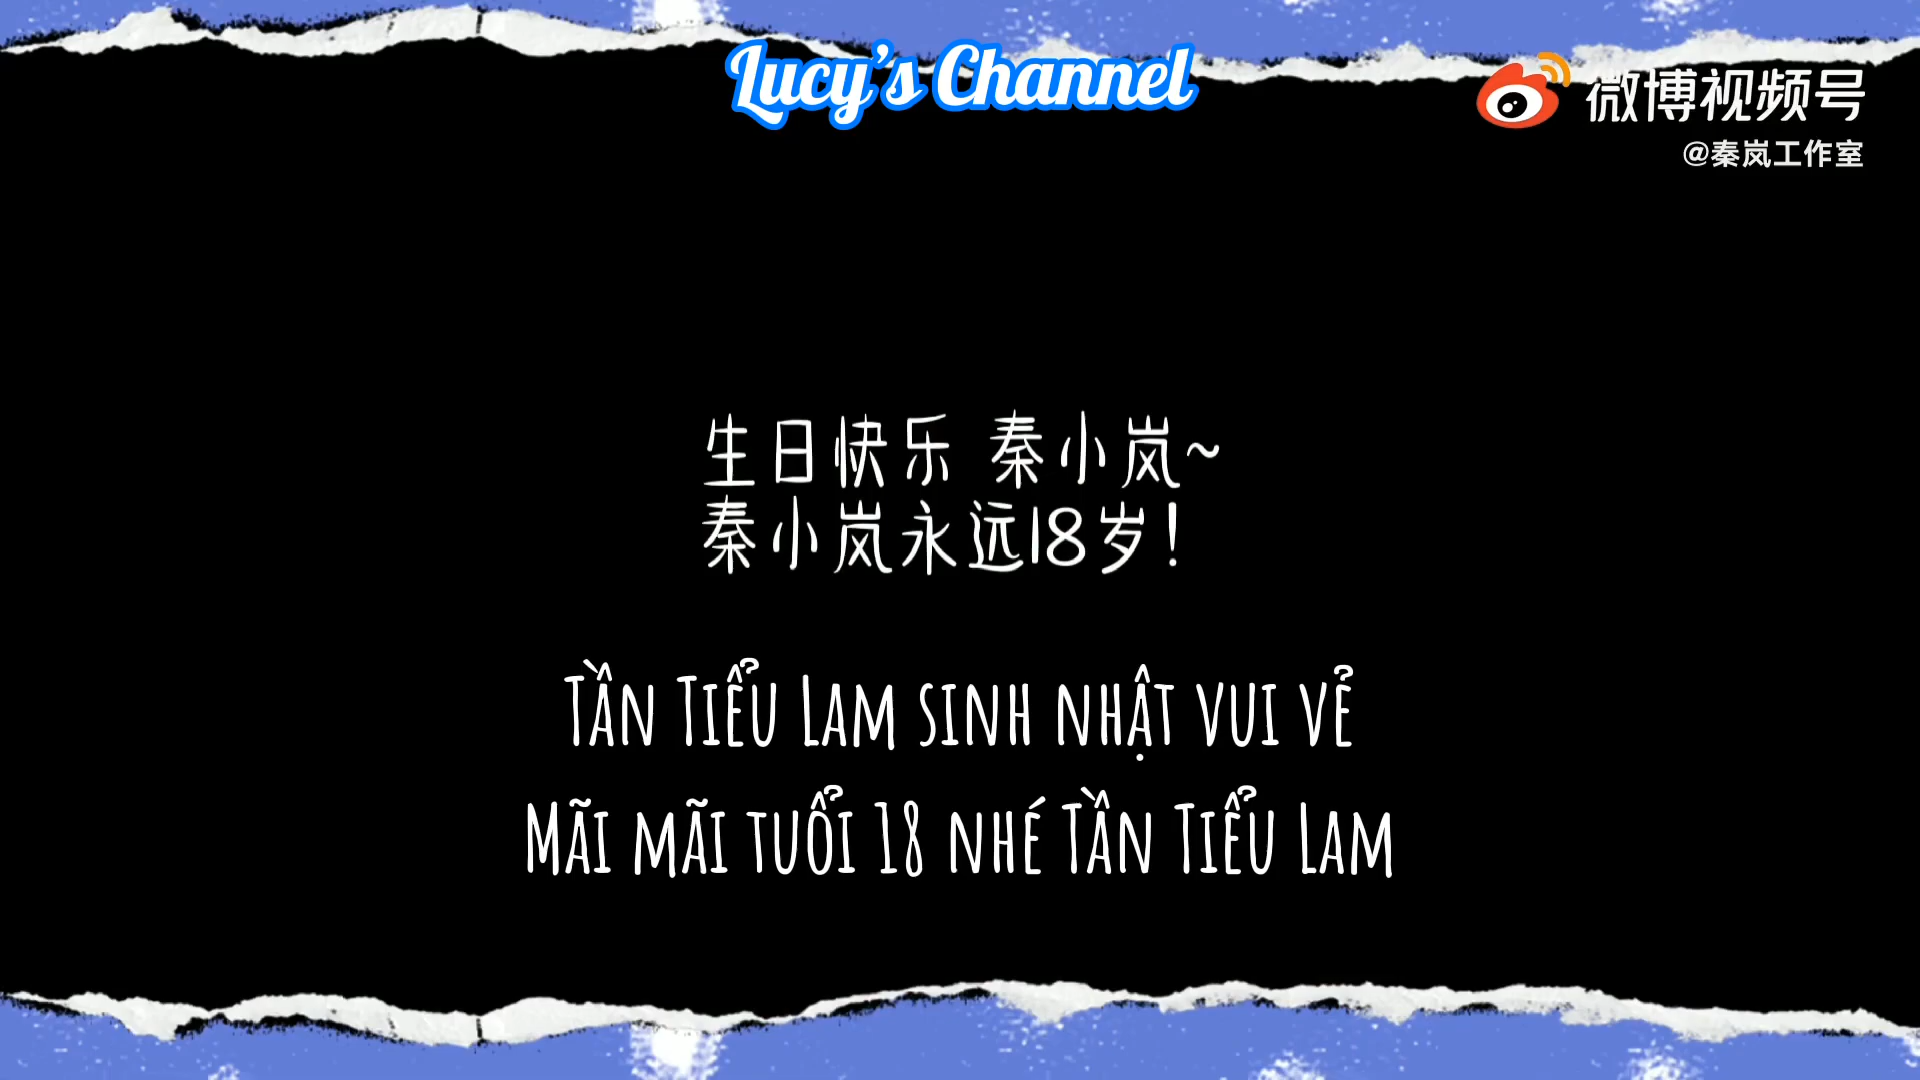 Lucy's Channel
微博视频号
@秦岚工作室
生日快乐 秦小岚~
秦小岚永远18岁!
Tần Tiểu Lam sinh nhật vui vẻ
Mãi mãi tuổi 18 nhé Tần Tiểu Lam